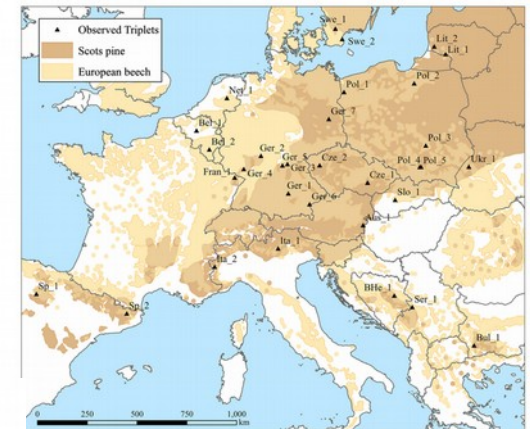 Observed Triplets
Scots pine
European beech
Swe_1
Swe_2
Lit_2
Lit_1
Net_1
Pol_1
Pol_2
Bel_1
Ger_7
Bel_2
Pol_3
Ger_2
Ger_5
Cze_2
Pol_4
Pol_5
Ukr_1
Fran_1
Ger_4
Ger_3
Cze_1
Ger_1
Slo
Ger_6
Aus_1
Ita_1
Ita_2
Sp_1
Sp_2
BHe_1
Ser_1
Bul_1
0 250 500 1,000
km